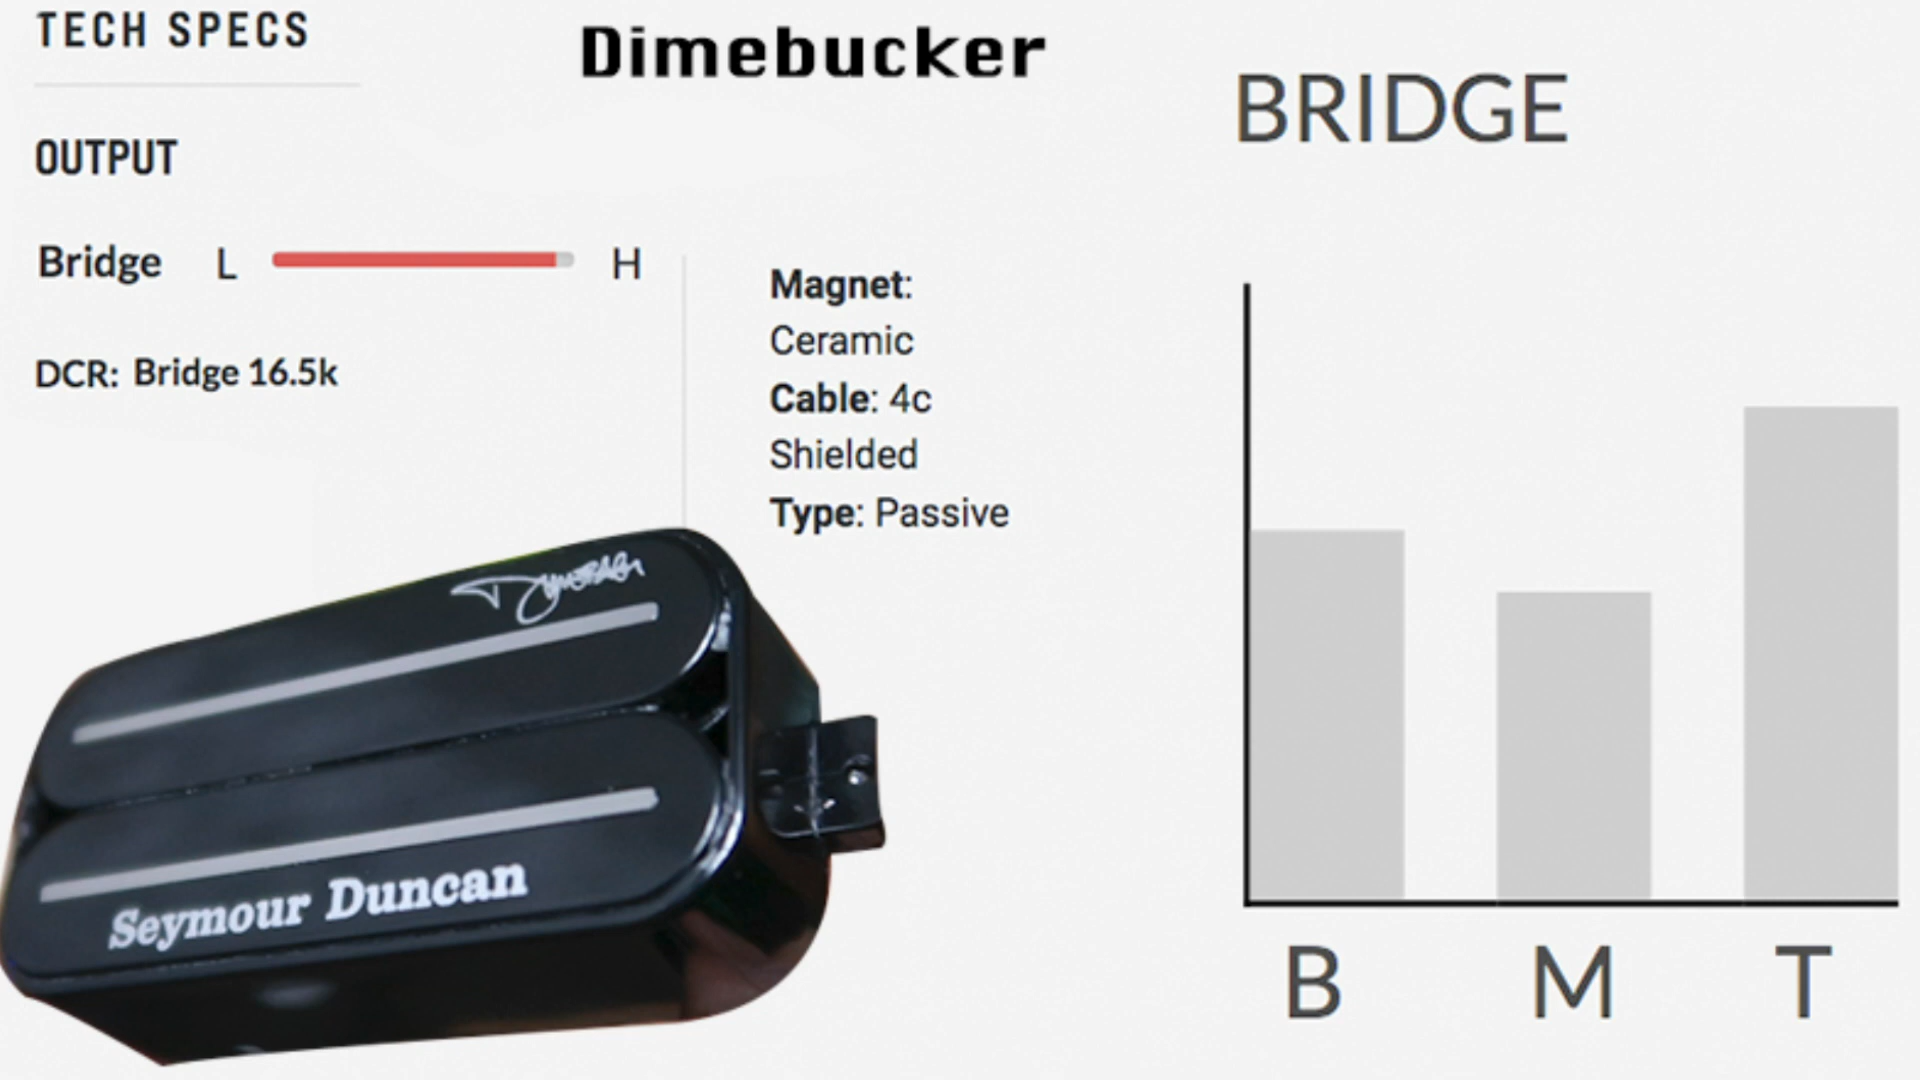 TECH SPECS
Dimebucker
BRIDGE
OUTPUT
Bridge L H
DCR: Bridge 16.5k
Magnet:
Ceramic
Cable: 4c
Shielded
Type: Passive
Seymour Duncan
B M T